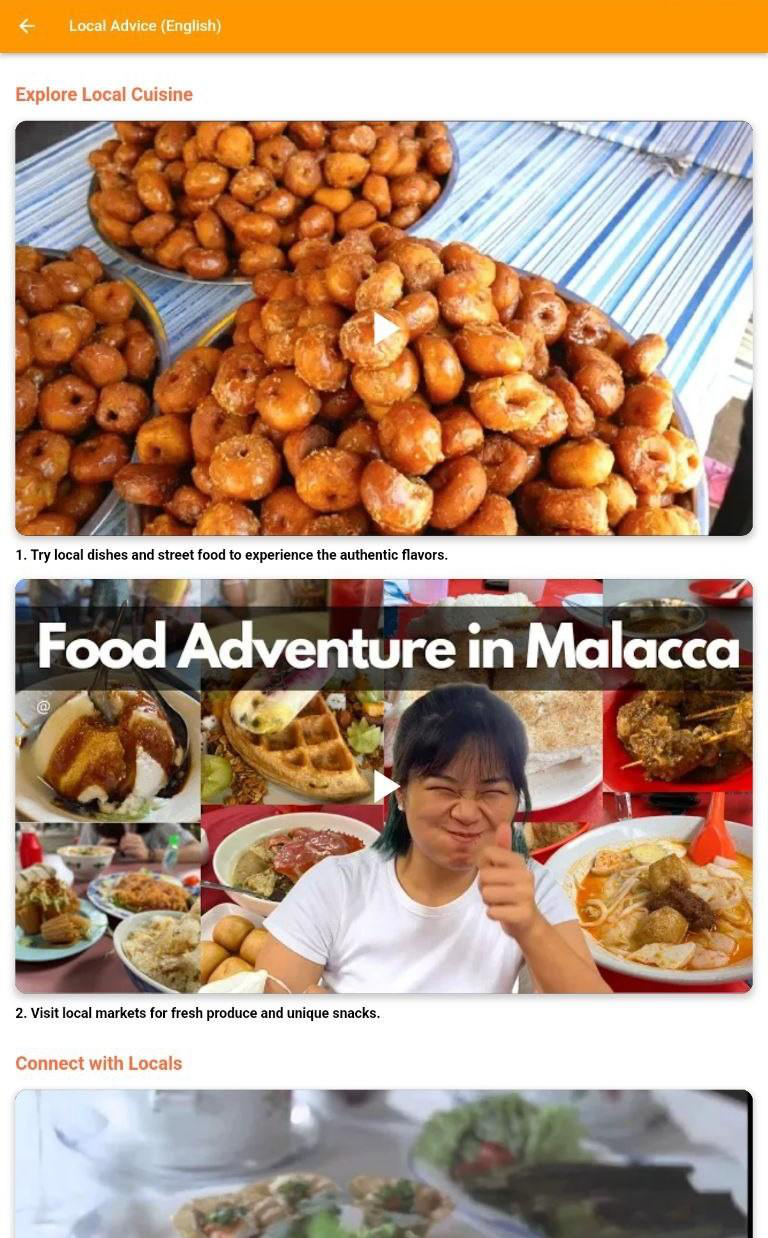 Local Advice (English)
Explore Local Cuisine
1. Try local dishes and street food to experience the authentic flavors.
Food Adventure in Malacca
@
2. Visit local markets for fresh produce and unique snacks.
Connect with Locals